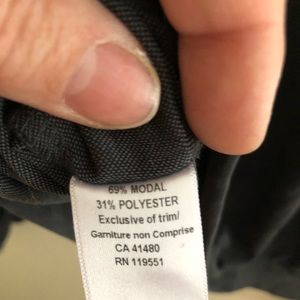 69% MODAL
31% POLYESTER
Exclusive of trim/
Garniture non Comprise
CA 41480
RN 119551